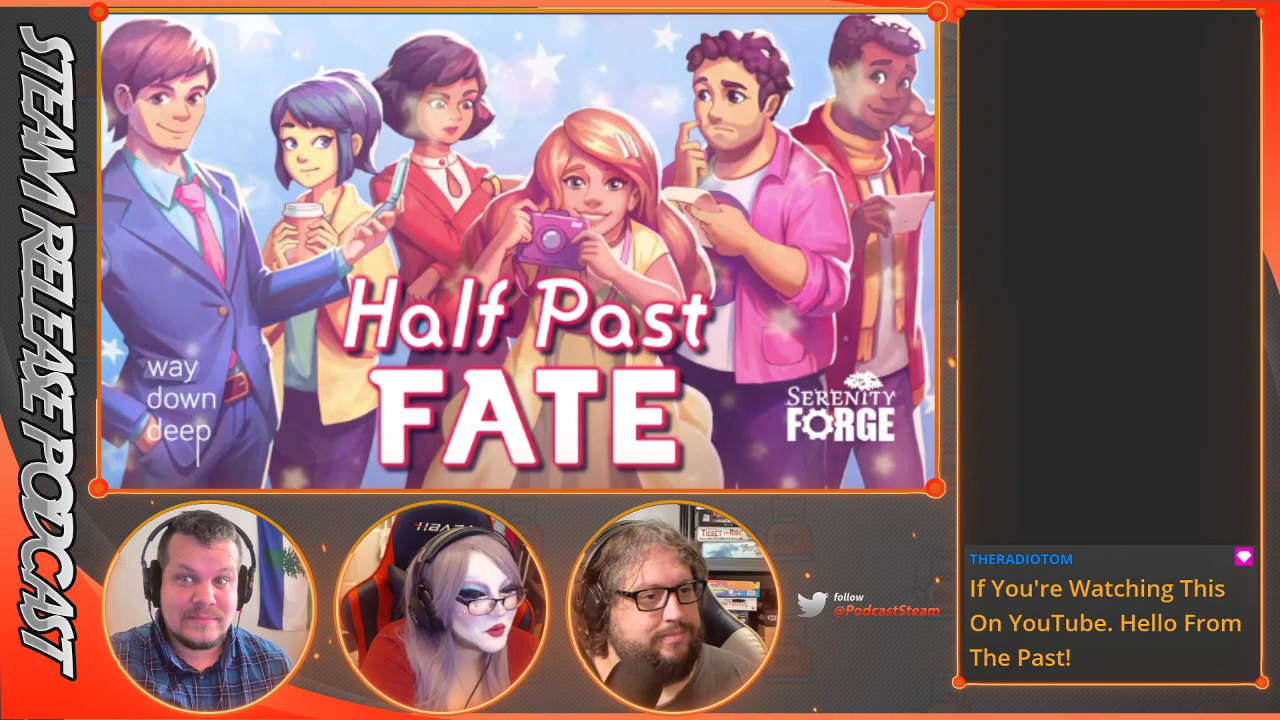 STEAM RELEASE PODCAST
Half Past
FATE
way
down
deep
SERENITY
FORGE
TICKET TO RIDE
follow
@PodcastSteam
THERADIOTOM
If You're Watching This
On YouTube. Hello From
The Past!